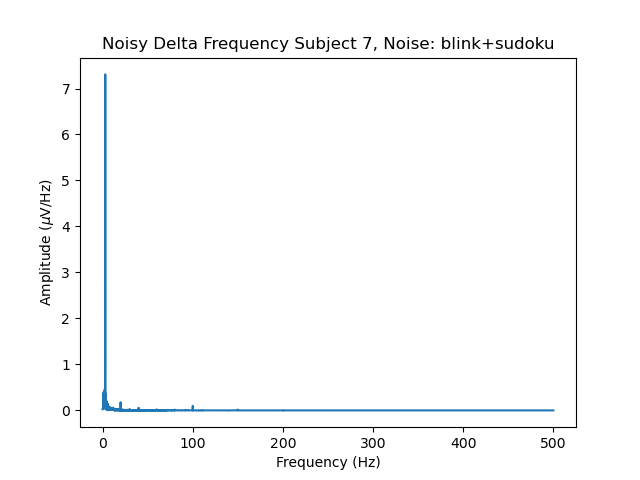 Noisy Delta Frequency Subject 7, Noise: blink+sudoku
Amplitude (μV/Hz)
7
6
5
4
3
2
1
0
0 100 200 300 400 500
Frequency (Hz)